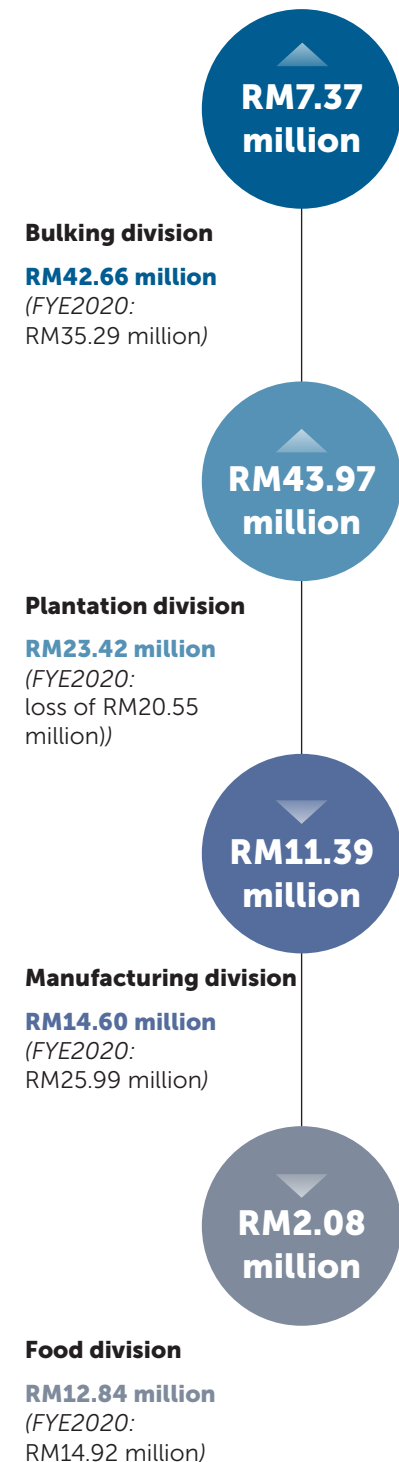 RM7.37
million
Bulking division
RM42.66 million
(FYE2020:
RM35.29 million)
RM43.97
million
Plantation division
RM23.42 million
(FYE2020:
loss of RM20.55
million))
RM11.39
million
Manufacturing division
RM14.60 million
(FYE2020:
RM25.99 million)
RM2.08
million
Food division
RM12.84 million
(FYE2020:
RM14.92 million)